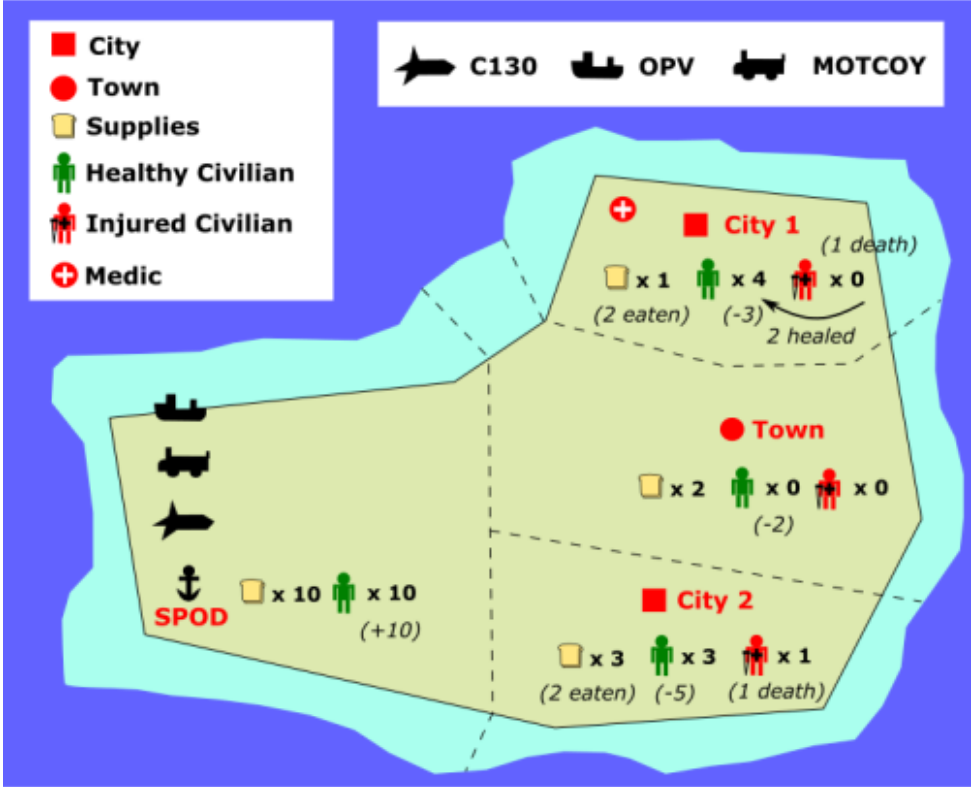 City
Town
Supplies
Healthy Civilian
Injured Civilian
Medic
C130 OPV MOTCOY
City 1
(1 death)
x 1 x 4 x 0
(2 eaten) (-3)
2 healed
Town
x 2 x 0 x 0
(-2)
SPOD
x 10 x 10
(+10)
City 2
x 3 x 3 x 1
(2 eaten) (-5) (1 death)